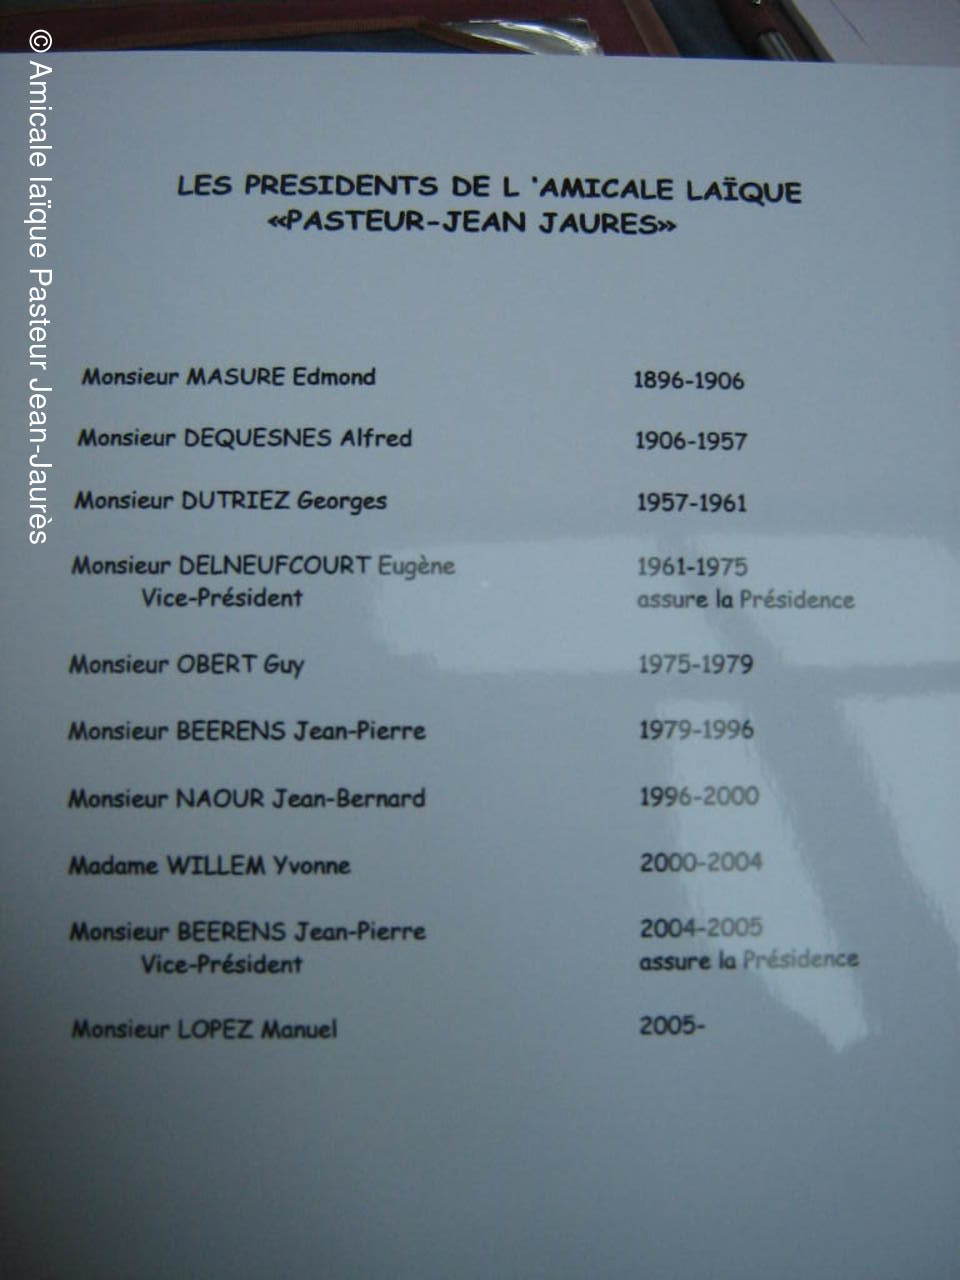 © Amicale laïque Pasteur Jean-Jaurès
LES PRESIDENTS DE L 'AMICALE LAÏQUE
«PASTEUR-JEAN JAURES»
Monsieur MASURE Edmond 1896-1906
Monsieur DEQUESNES Alfred 1906-1957
Monsieur DUTRIEZ Georges 1957-1961
Monsieur DELNEUFCOURT Eugène 1961-1975
Vice-Président assure la Présidence
Monsieur OBERT Guy 1975-1979
Monsieur BEERENS Jean-Pierre 1979-1996
Monsieur NAOUR Jean-Bernard 1996-2000
Madame WILLEM Yvonne 2000-2004
Monsieur BEERENS Jean-Pierre 2004-2005
Vice-Président assure la Présidence
Monsieur LOPEZ Manuel 2005-